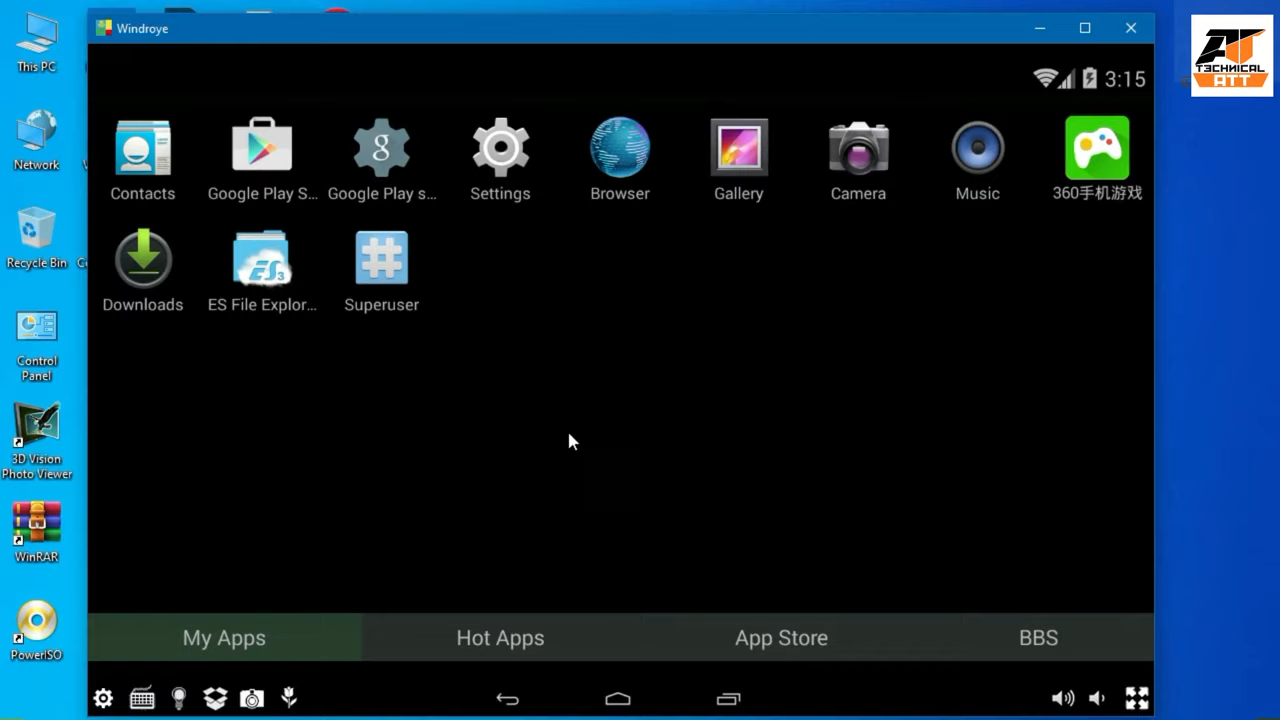 Windroye
This PC
Network
Recycle Bin
Control
Panel
3D Vision
Photo Viewer
WinRAR
PowerISO
3:15
Contacts
Google Play S...
Google Play s...
Settings
Browser
Gallery
Camera
Music
360手机游戏
Downloads
ES File Explor...
Superuser
My Apps
Hot Apps
App Store
BBS
AT
TECHNICAL
ATT